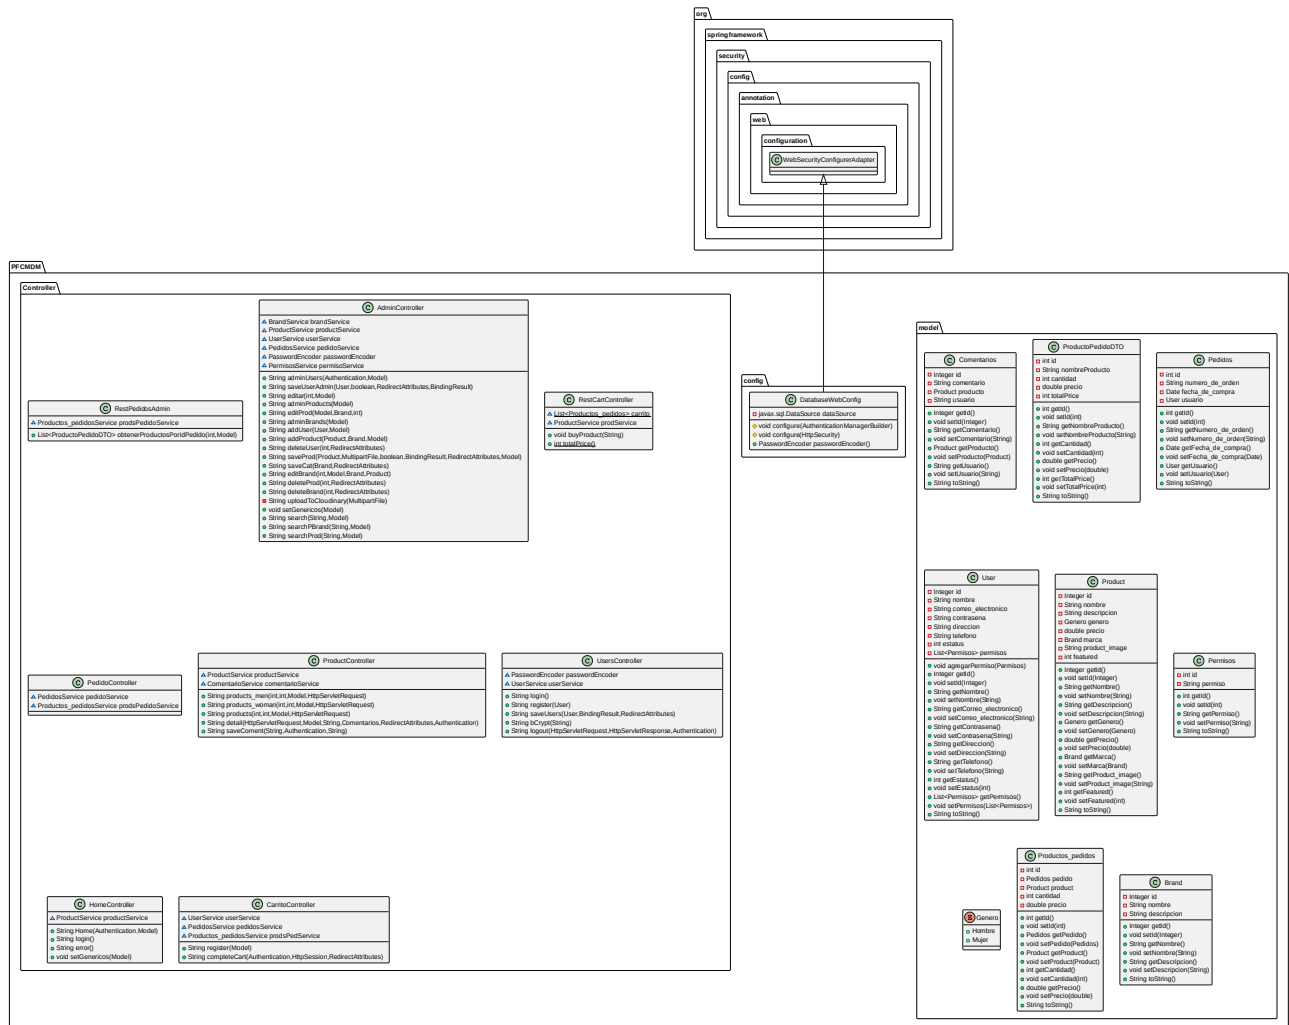 org
springframework
security
config
annotation
web
configuration
C WebSecurityConfigurerAdapter
PFCMDM
Controller
C AdminController
BrandService brandService
ProductService productService
UserService userService
PedidosService pedidoService
PasswordEncoder passwordEncoder
PermisosService permisoService
String adminUsers(Authentication,Model)
String saveUserAdmin(User,boolean,RedirectAttributes,BindingResult)
String editar(int,Model)
String adminProducts(Model)
String editProd(Model,Brand,int)
String adminBrands(Model)
String addUser(User,Model)
String addProduct(Product,Brand,Model)
String deleteUser(int,RedirectAttributes)
String saveProd(Product,MultipartFile,boolean,BindingResult,RedirectAttributes,Model)
String saveCat(Brand,RedirectAttributes)
String editBrand(int,Model,Brand,Product)
String deleteProd(int,RedirectAttributes)
String deleteBrand(int,RedirectAttributes)
String uploadToCloudinary(MultipartFile)
void setGenericos(Model)
String search(String,Model)
String searchPBrand(String,Model)
String searchProd(String,Model)
C RestPedidosAdmin
Productos_pedidosService prodsPedidoService
List<ProductoPedidoDTO> obtenerProductosPorIdPedido(int,Model)
C RestCartController
List<Productos_pedidos> carrito
ProductService prodService
void buyProduct(String)
int totalPrice()
config
C DatabaseWebConfig
javax.sql.DataSource dataSource
void configure(AuthenticationManagerBuilder)
void configure(HttpSecurity)
PasswordEncoder passwordEncoder()
model
C Comentarios
Integer id
String comentario
Product producto
String usuario
Integer getId()
void setId(Integer)
String getComentario()
void setComentario(String)
Product getProducto()
void setProducto(Product)
String getUsuario()
void setUsuario(String)
String toString()
C ProductoPedidoDTO
int id
String nombreProducto
int cantidad
double precio
int totalPrice
int getId()
void setId(int)
String getNombreProducto()
void setNombreProducto(String)
int getCantidad()
void setCantidad(int)
double getPrecio()
void setPrecio(double)
int getTotalPrice()
void setTotalPrice(int)
String toString()
C Pedidos
int id
String numero_de_orden
Date fecha_de_compra
User usuario
int getId()
void setId(int)
String getNumero_de_orden()
void setNumero_de_orden(String)
Date getFecha_de_compra()
void setFecha_de_compra(Date)
User getUsuario()
void setUsuario(User)
String toString()
C User
Integer id
String nombre
String correo_electronico
String contrasena
String direccion
String telefono
int estatus
List<Permisos> permisos
void agregarPermiso(Permisos)
Integer getId()
void setId(Integer)
String getNombre()
void setNombre(String)
String getCorreo_electronico()
void setCorreo_electronico(String)
String getContrasena()
void setContrasena(String)
String getDireccion()
void setDireccion(String)
String getTelefono()
void setTelefono(String)
int getEstatus()
void setEstatus(int)
List<Permisos> getPermisos()
void setPermisos(List<Permisos>)
String toString()
C Product
Integer id
String nombre
String descripcion
Genero genero
double precio
Brand marca
String product_image
int featured
Integer getId()
void setId(Integer)
String getNombre()
void setNombre(String)
String getDescripcion()
void setDescripcion(String)
Genero getGenero()
void setGenero(Genero)
double getPrecio()
void setPrecio(double)
Brand getMarca()
void setMarca(Brand)
String getProduct_image()
void setProduct_image(String)
int getFeatured()
void setFeatured(int)
String toString()
C Permisos
int id
String permiso
int getId()
void setId(int)
String getPermiso()
void setPermiso(String)
String toString()
C PedidoController
PedidosService pedidoService
Productos_pedidosService prodsPedidoService
C ProductController
ProductService productService
ComentarioService comentarioService
String products_men(int,int,Model,HttpServletRequest)
String products_woman(int,int,Model,HttpServletRequest)
String products(int,int,Model,HttpServletRequest)
String detail(HttpServletRequest,Model,String,Comentarios,RedirectAttributes,Authentication)
String saveComent(String,Authentication,String)
C UsersController
PasswordEncoder passwordEncoder
UserService userService
String login()
String register(User)
String saveUsers(User,BindingResult,RedirectAttributes)
String bCrypt(String)
String logout(HttpServletRequest,HttpServletResponse,Authentication)
C HomeController
ProductService productService
String Home(Authentication,Model)
String login()
String error()
void setGenericos(Model)
C CarritoController
UserService userService
PedidosService pedidosService
Productos_pedidosService prodsPedService
String register(Model)
String completeCart(Authentication,HttpSession,RedirectAttributes)
E Genero
Hombre
Mujer
C Productos_pedidos
int id
Pedidos pedido
Product product
int cantidad
double precio
int getId()
void setId(int)
Pedidos getPedido()
void setPedido(Pedidos)
Product getProduct()
void setProduct(Product)
int getCantidad()
void setCantidad(int)
double getPrecio()
void setPrecio(double)
String toString()
C Brand
Integer id
String nombre
String descripcion
Integer getId()
void setId(Integer)
String getNombre()
void setNombre(String)
String getDescripcion()
void setDescripcion(String)
String toString()